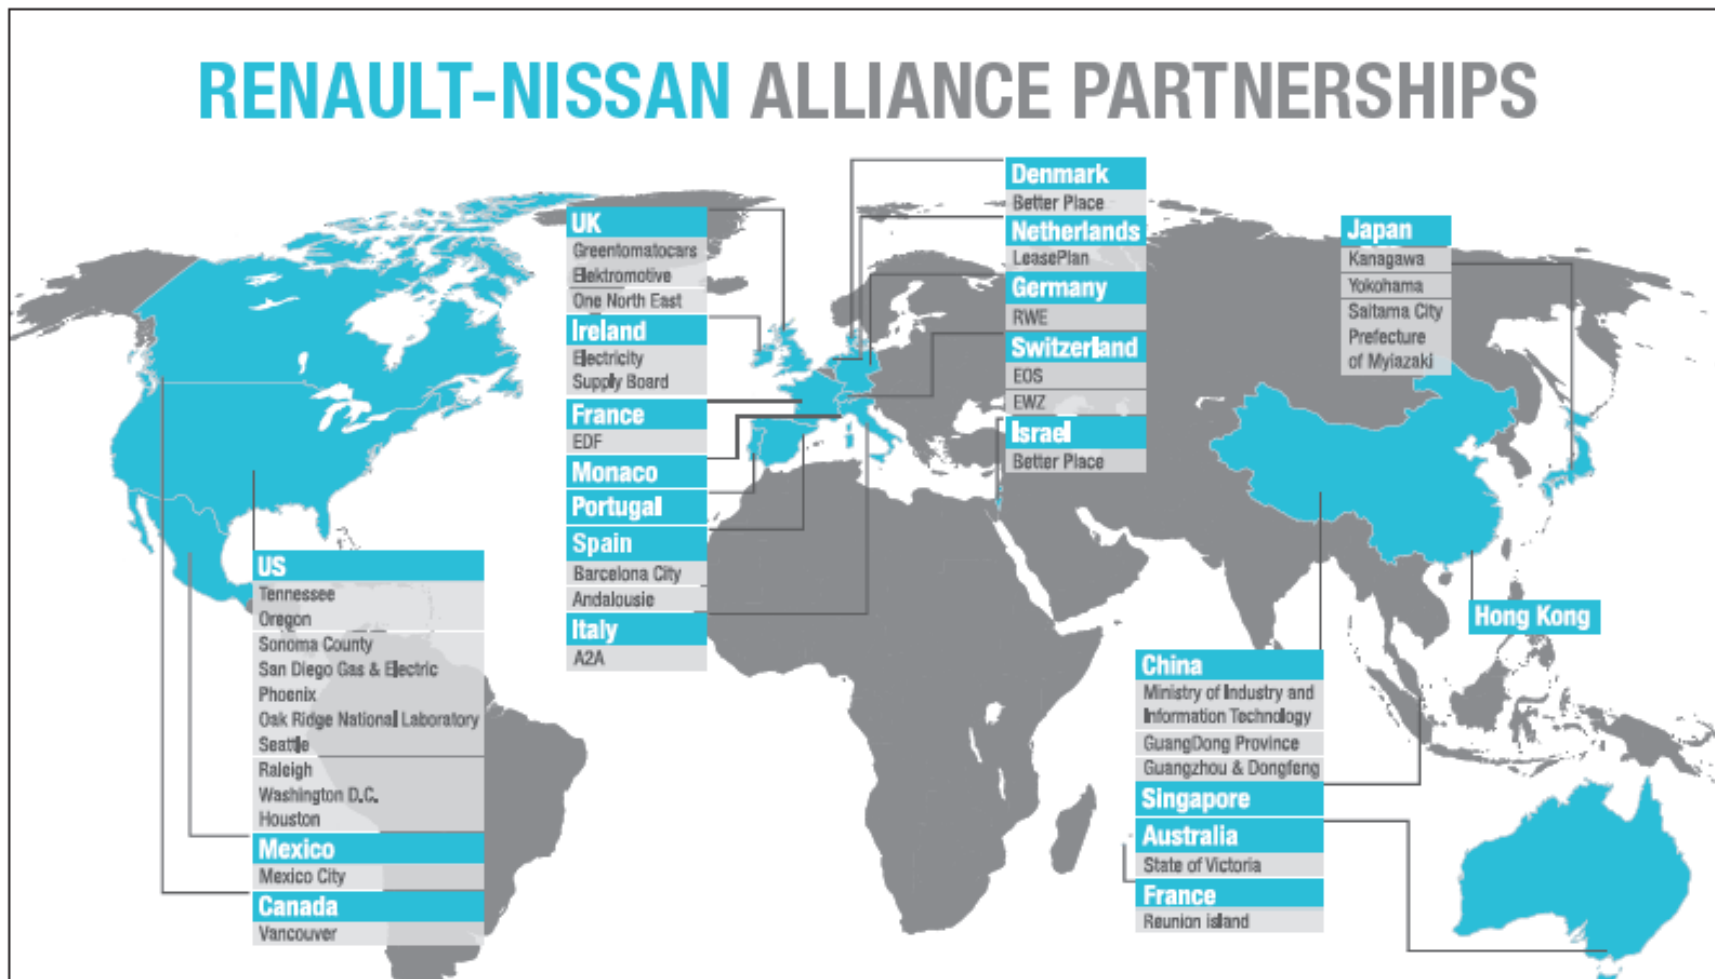 RENAULT-NISSAN ALLIANCE PARTNERSHIPS
UK
Greentomatocars
Elektromotive
One North East
Ireland
Electricity
Supply Board
France
EDF
Monaco
Portugal
Spain
Barcelona City
Andalousie
Italy
A2A
Denmark
Better Place
Netherlands
LeasePlan
Germany
RWE
Switzerland
EOS
EWZ
Israel
Better Place
Japan
Kanagawa
Yokohama
Saitama City
Prefecture
of Myiazaki
US
Tennessee
Oregon
Sonoma County
San Diego Gas & Electric
Phoenix
Oak Ridge National Laboratory
Seattle
Raleigh
Washington D.C.
Houston
Mexico
Mexico City
Canada
Vancouver
Hong Kong
China
Ministry of Industry and
Information Technology
GuangDong Province
Guangzhou & Dongfeng
Singapore
Australia
State of Victoria
France
Reunion island